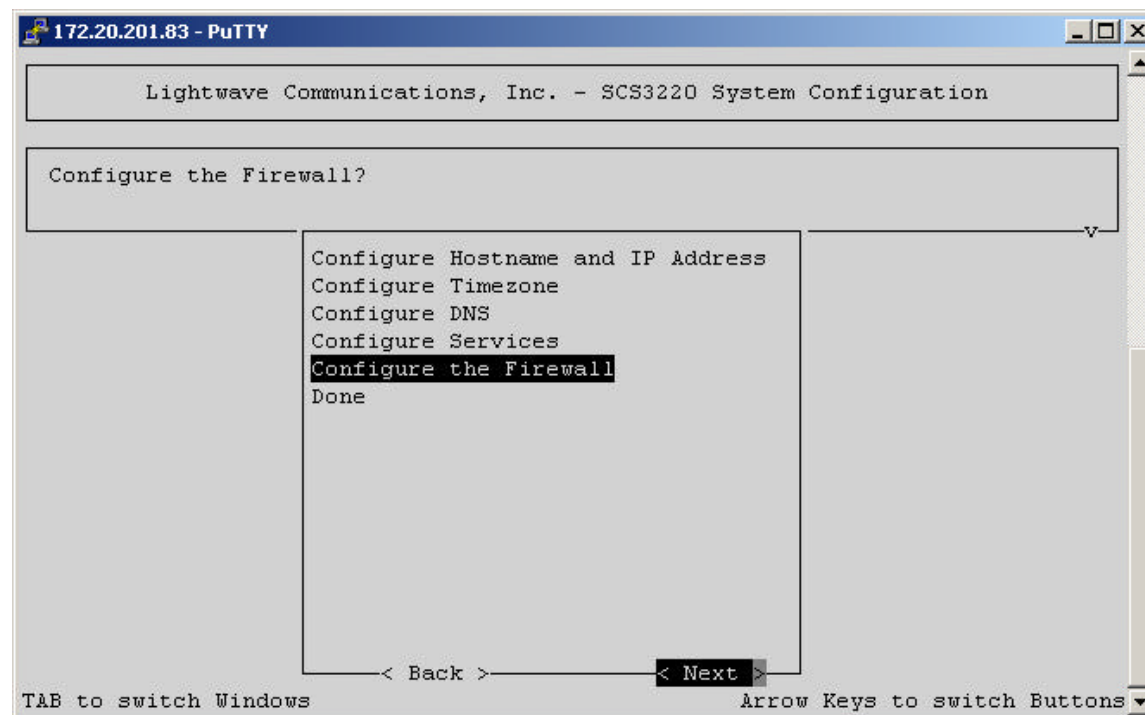 172.20.201.83 - PuTTY
Lightwave Communications, Inc. - SCS3220 System Configuration
Configure the Firewall?
v
Configure Hostname and IP Address
Configure Timezone
Configure DNS
Configure Services
Configure the Firewall
Done
< Back > < Next >
TAB to switch Windows Arrow Keys to switch Buttons